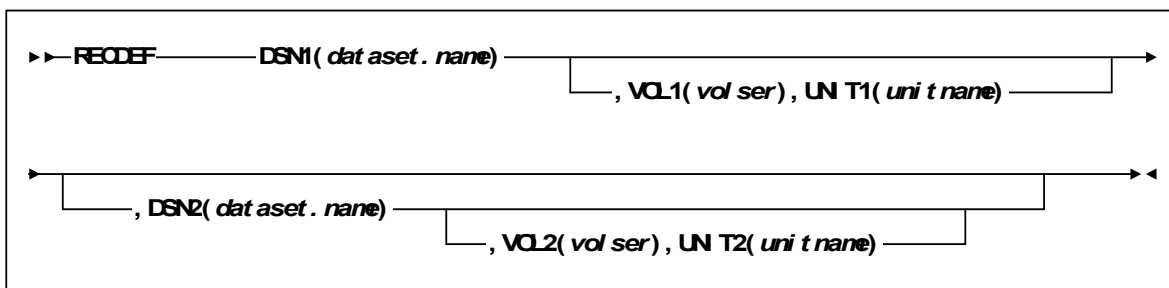 RECDEF DSN1(dataset.name)
, VOL1(volser), UNIT1(unitname)
, DSN2(dataset.name)
, VOL2(volser), UNIT2(unitname)